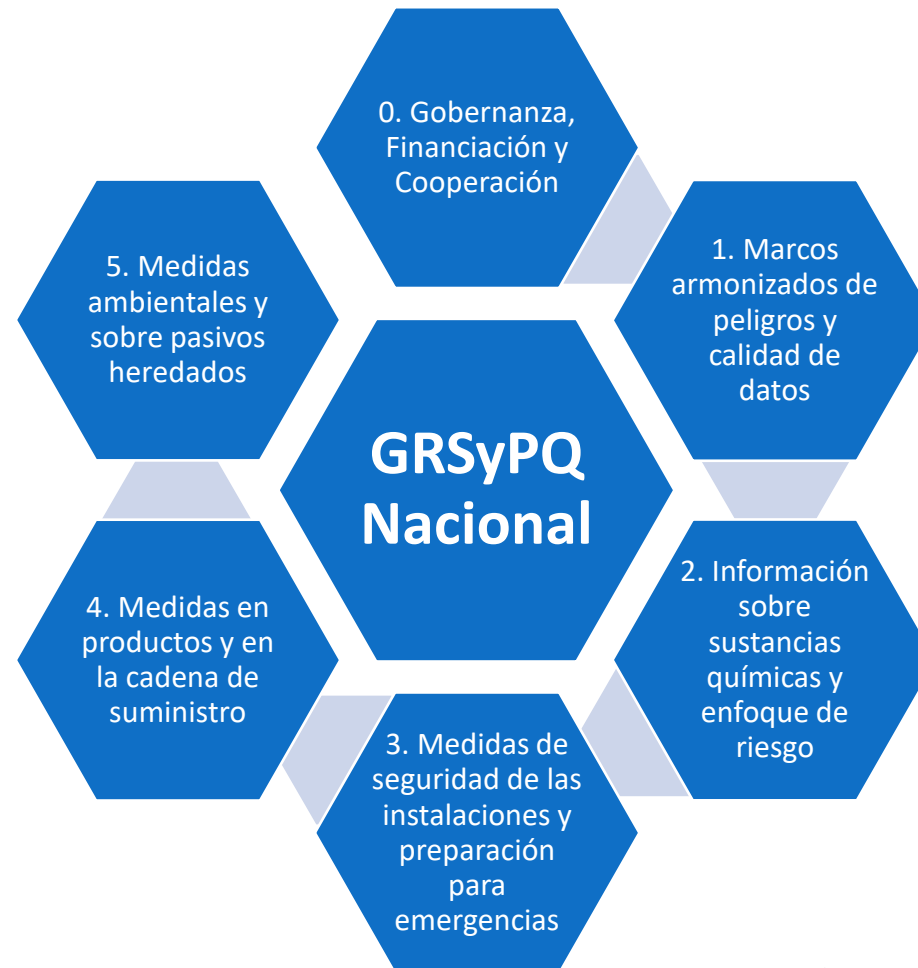 0. Gobernanza,
Financiación y
Cooperación
1. Marcos
armonizados de
peligros y
calidad de
datos
2. Información
sobre
sustancias
químicas y
enfoque de
riesgo
3. Medidas de
seguridad de las
instalaciones y
preparación
para
emergencias
4. Medidas en
productos y en
la cadena de
suministro
5. Medidas
ambientales y
sobre pasivos
heredados
GRSyPQ
Nacional